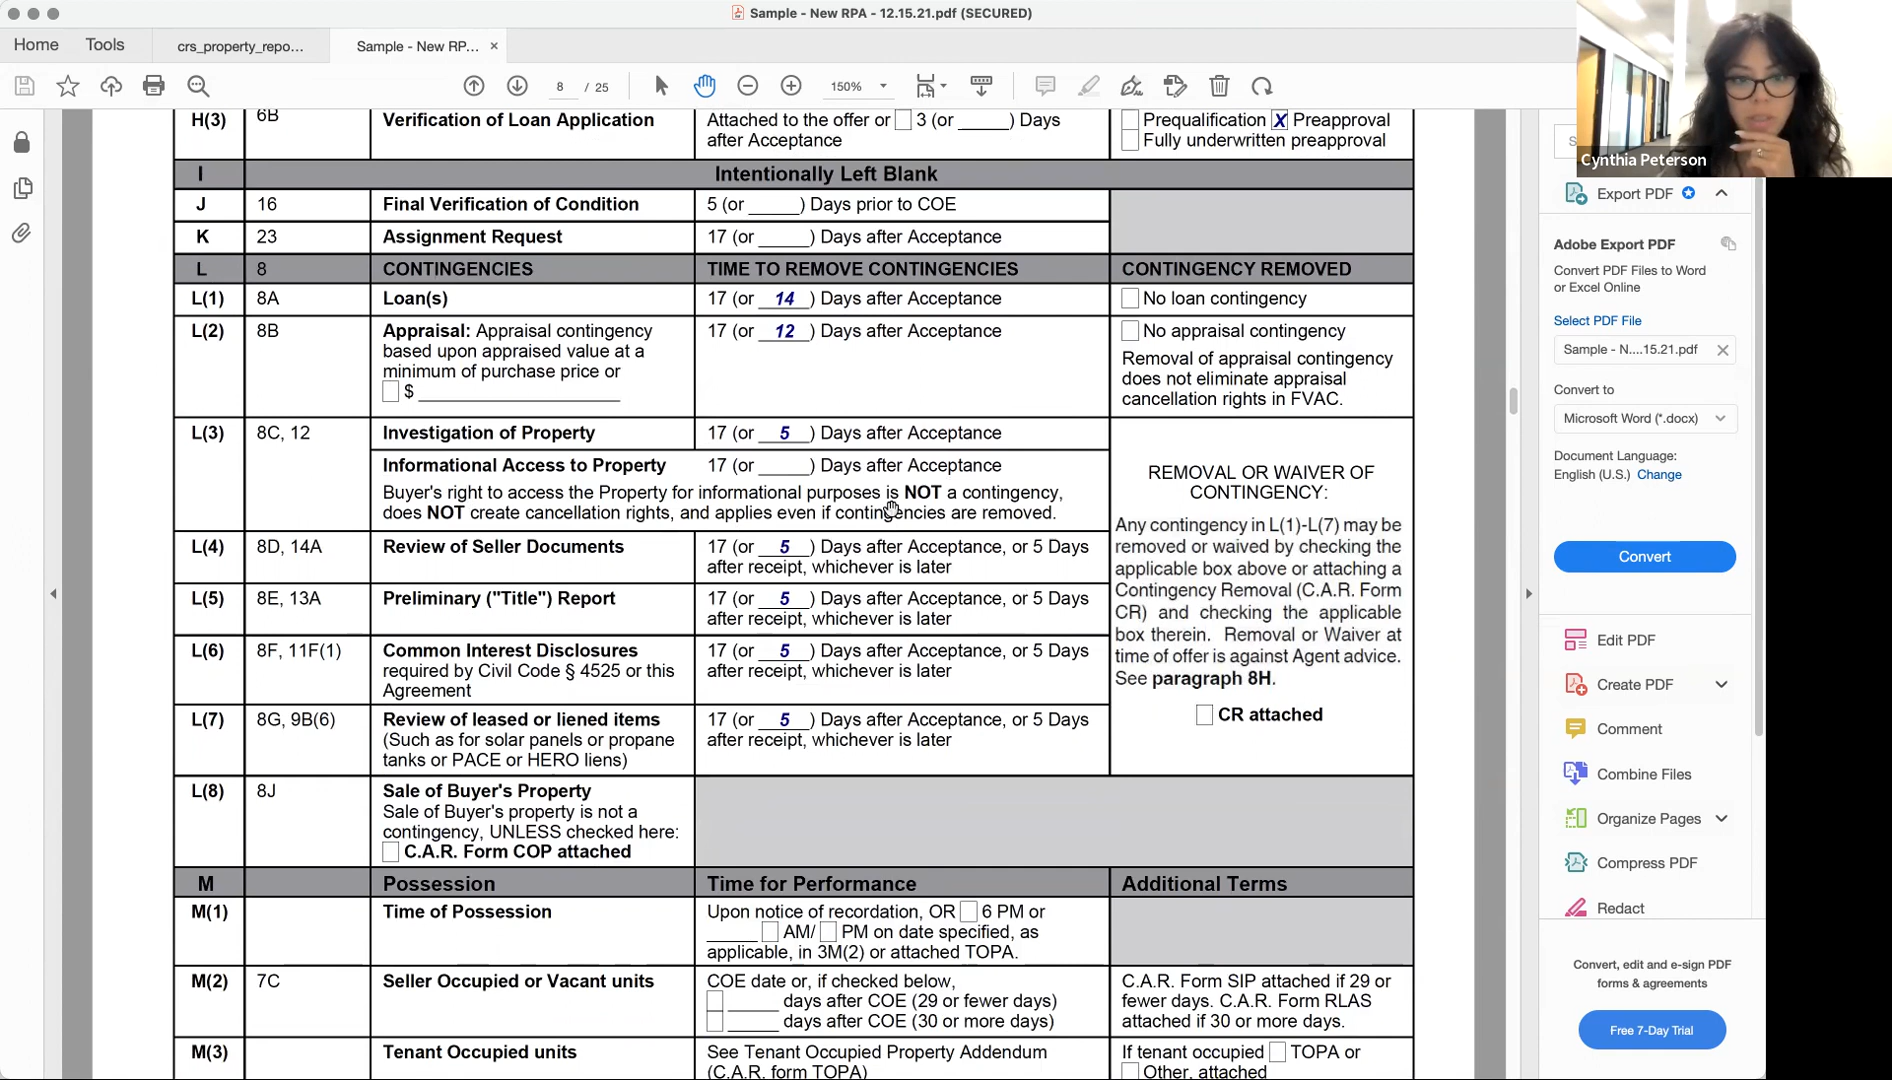 Sample - New RPA - 12.15.21.pdf (SECURED)
Home Tools crs_property_repo... Sample - New RP... ×
8 / 25 150%
Cynthia Peterson
H(3) 6B Verification of Loan Application Attached to the offer or 3 (or _____) Days
after Acceptance
Prequalification X Preapproval
Fully underwritten preapproval
I Intentionally Left Blank
J 16 Final Verification of Condition 5 (or _____) Days prior to COE
K 23 Assignment Request 17 (or _____) Days after Acceptance
L 8 CONTINGENCIES TIME TO REMOVE CONTINGENCIES CONTINGENCY REMOVED
L(1) 8A Loan(s) 17 (or 14 ) Days after Acceptance No loan contingency
L(2) 8B Appraisal: Appraisal contingency
based upon appraised value at a
minimum of purchase price or
$ ____________________
17 (or 12 ) Days after Acceptance
No appraisal contingency
Removal of appraisal contingency
does not eliminate appraisal
cancellation rights in FVAC.
L(3) 8C, 12 Investigation of Property 17 (or 5 ) Days after Acceptance
Informational Access to Property 17 (or _____) Days after Acceptance
Buyer's right to access the Property for informational purposes is NOT a contingency,
does NOT create cancellation rights, and applies even if contingencies are removed.
REMOVAL OR WAIVER OF
CONTINGENCY:
Any contingency in L(1)-L(7) may be
removed or waived by checking the
applicable box above or attaching a
Contingency Removal (C.A.R. Form
CR) and checking the applicable
box therein. Removal or Waiver at
time of offer is against Agent advice.
See paragraph 8H.
CR attached
L(4) 8D, 14A Review of Seller Documents 17 (or 5 ) Days after Acceptance, or 5 Days
after receipt, whichever is later
L(5) 8E, 13A Preliminary ("Title") Report 17 (or 5 ) Days after Acceptance, or 5 Days
after receipt, whichever is later
L(6) 8F, 11F(1) Common Interest Disclosures
required by Civil Code § 4525 or this
Agreement
17 (or 5 ) Days after Acceptance, or 5 Days
after receipt, whichever is later
L(7) 8G, 9B(6) Review of leased or liened items
(Such as for solar panels or propane
tanks or PACE or HERO liens)
17 (or 5 ) Days after Acceptance, or 5 Days
after receipt, whichever is later
L(8) 8J Sale of Buyer's Property
Sale of Buyer's property is not a
contingency, UNLESS checked here:
C.A.R. Form COP attached
M Possession Time for Performance Additional Terms
M(1) Time of Possession Upon notice of recordation, OR 6 PM or
_____ AM/ PM on date specified, as
applicable, in 3M(2) or attached TOPA.
M(2) 7C Seller Occupied or Vacant units COE date or, if checked below,
_____ days after COE (29 or fewer days)
_____ days after COE (30 or more days)
C.A.R. Form SIP attached if 29 or
fewer days. C.A.R. Form RLAS
attached if 30 or more days.
M(3) Tenant Occupied units See Tenant Occupied Property Addendum
(C.A.R. form TOPA)
If tenant occupied TOPA or
Other, attached
Export PDF
Adobe Export PDF
Convert PDF Files to Word
or Excel Online
Select PDF File
Sample - N....15.21.pdf
Convert to
Microsoft Word (*.docx)
Document Language:
English (U.S.) Change
Convert
Edit PDF
Create PDF
Comment
Combine Files
Organize Pages
Compress PDF
Redact
Convert, edit and e-sign PDF
forms & agreements
Free 7-Day Trial